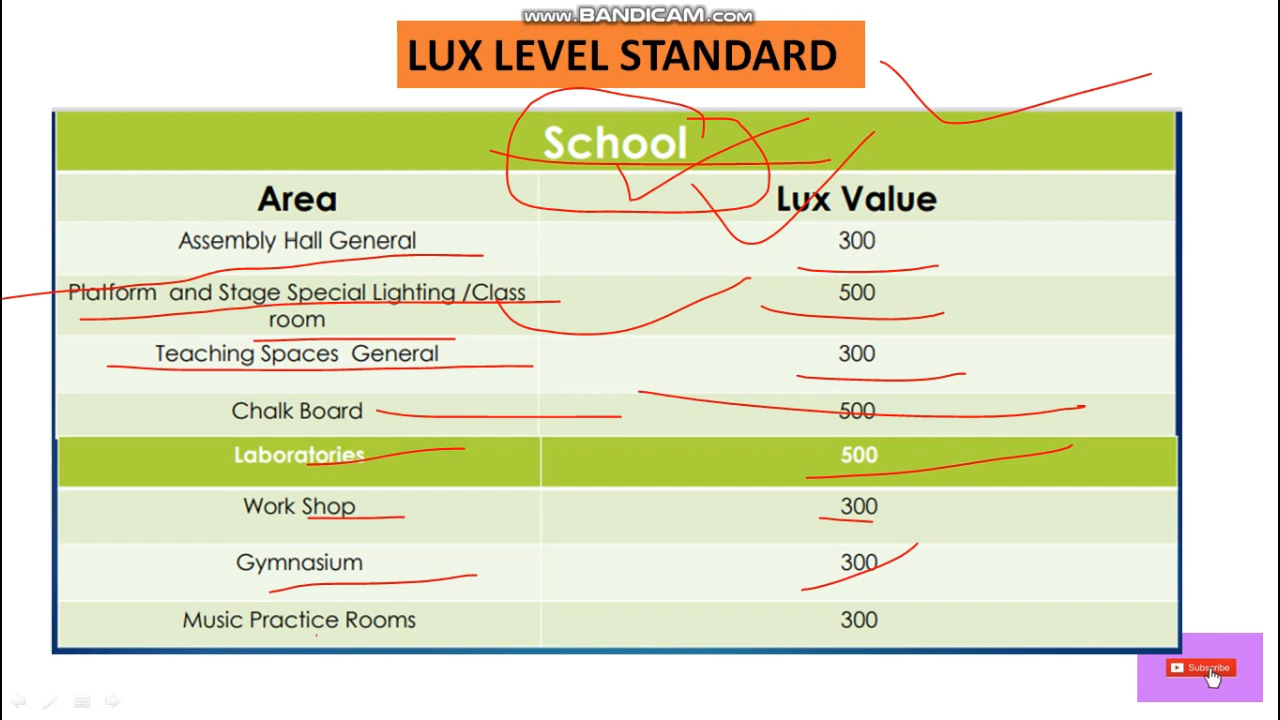 www.BANDICAM.com
LUX LEVEL STANDARD
School
Area Lux Value
Assembly Hall General 300
Platform and Stage Special Lighting /Class 500
room
Teaching Spaces General 300
Chalk Board 500
Laboratories 500
Work Shop 300
Gymnasium 300
Music Practice Rooms 300
Subscribe